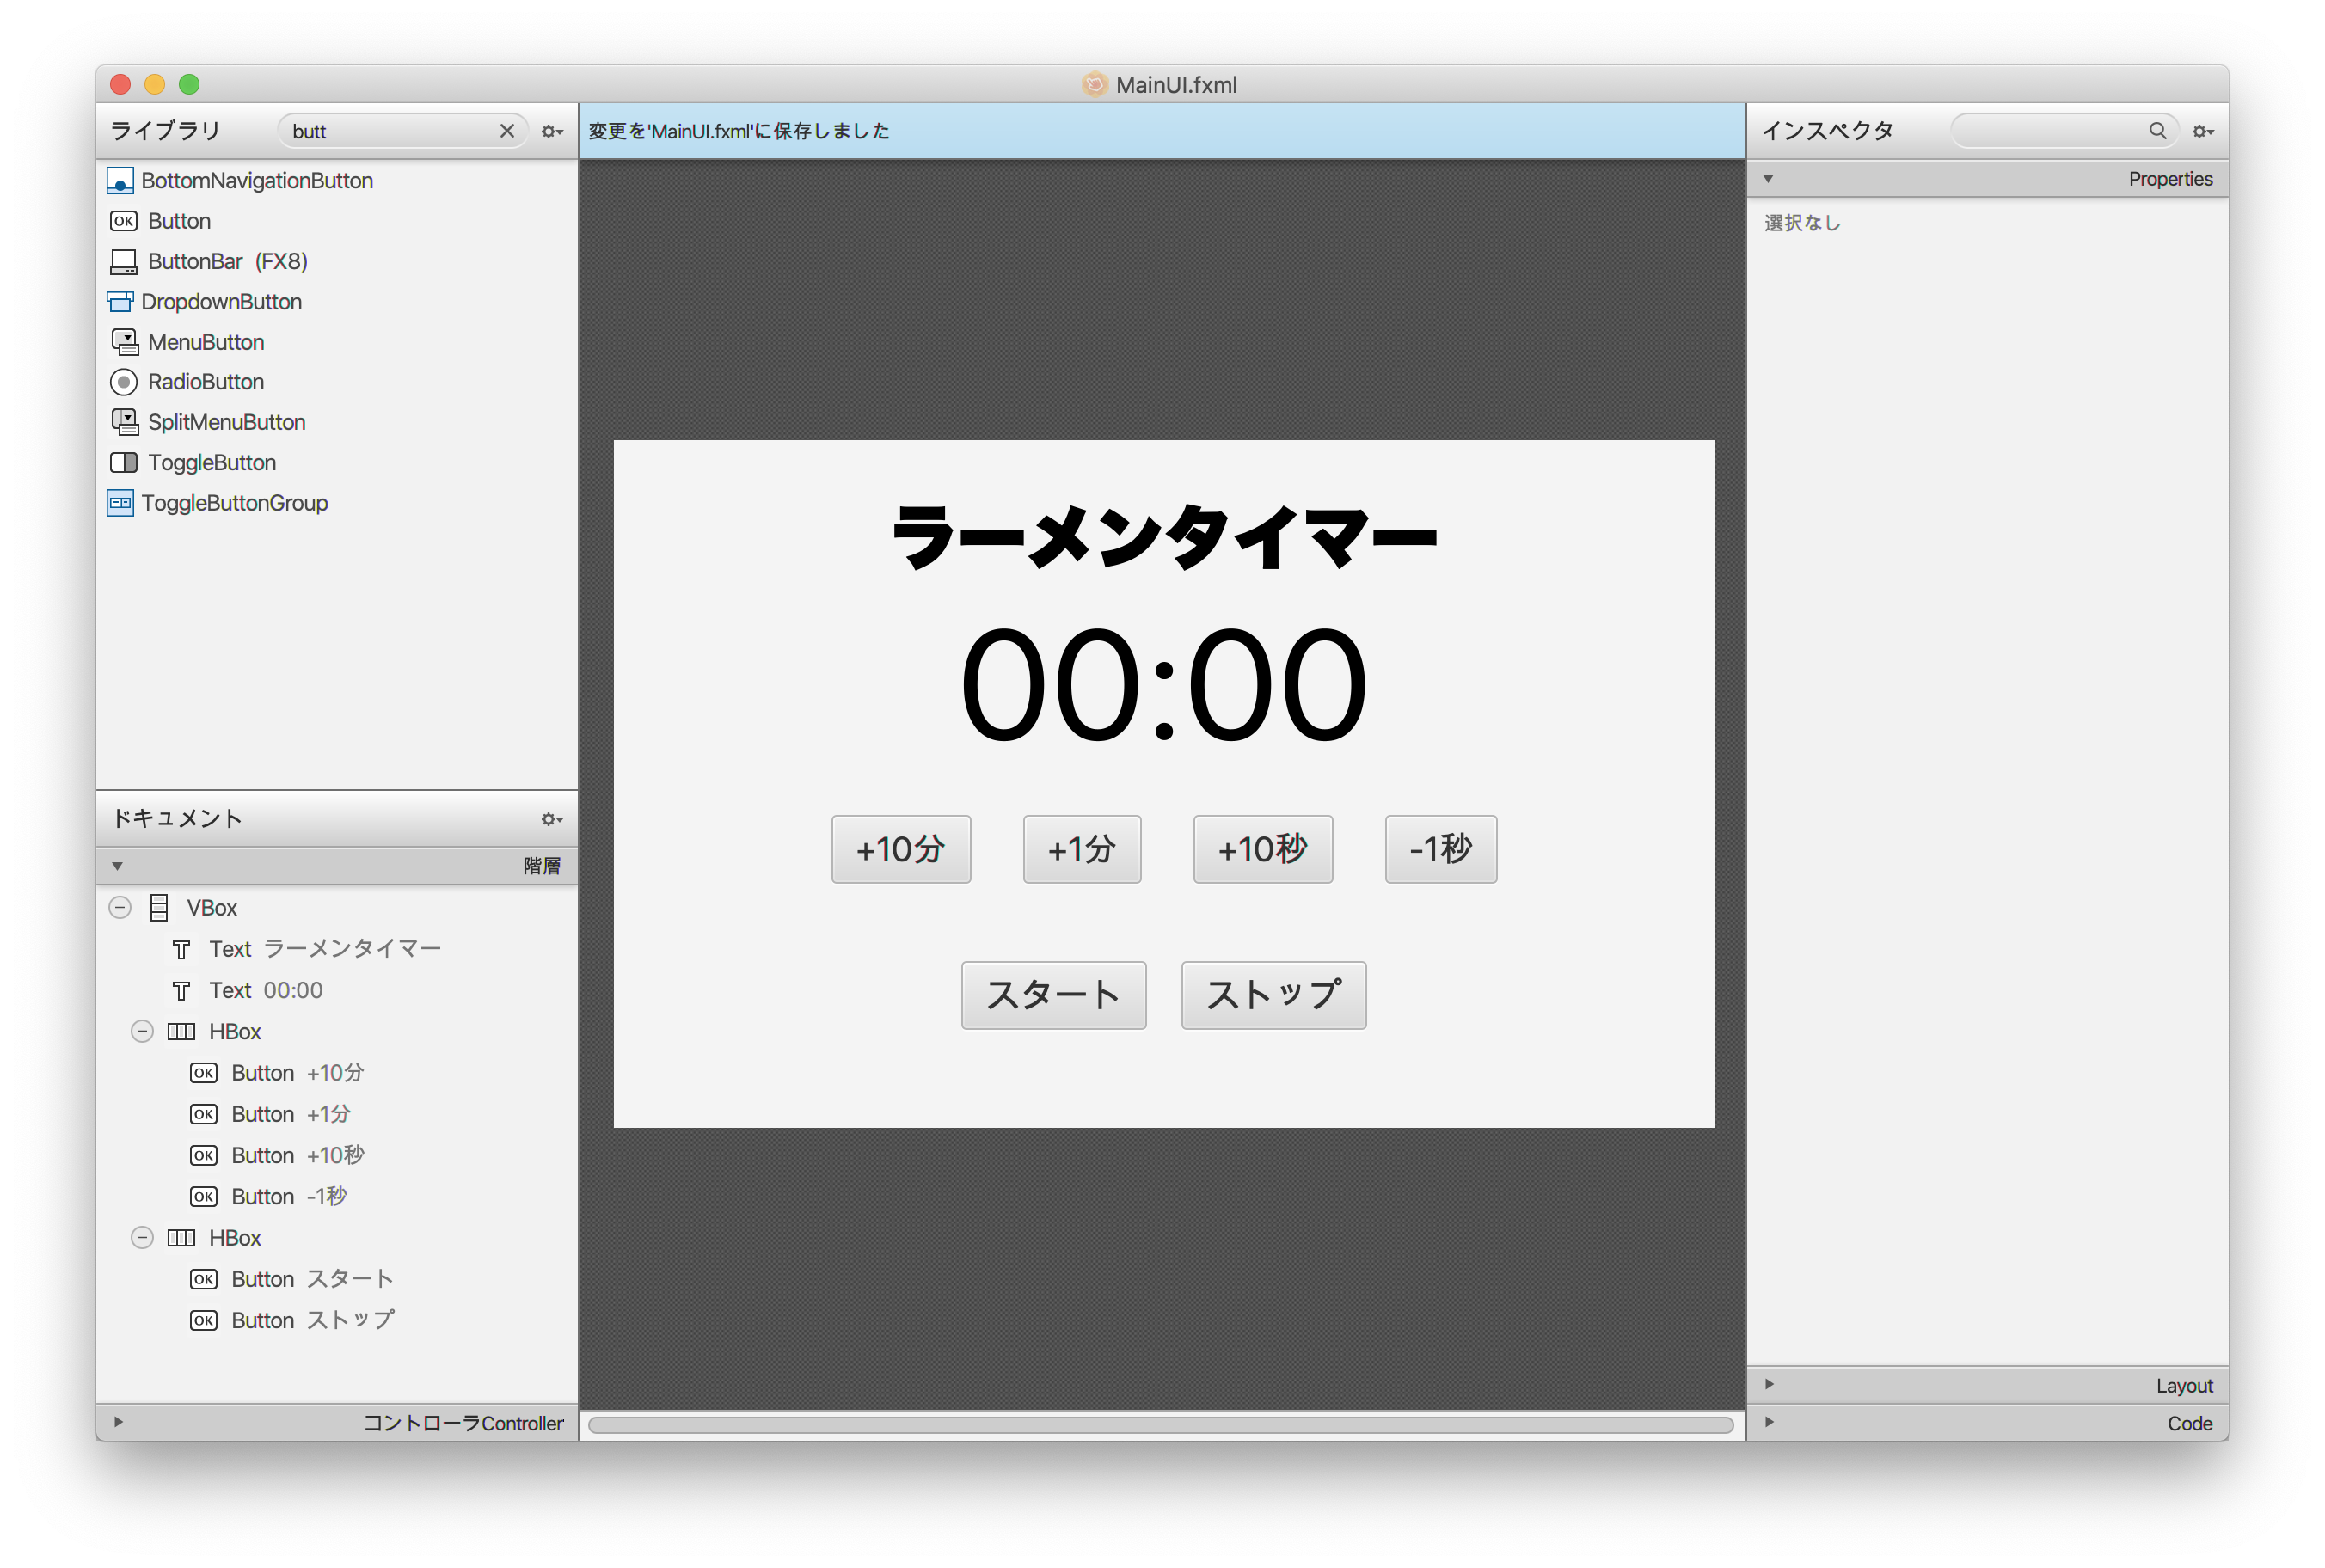 MainUI.fxml
ライブラリ butt
BottomNavigationButton
OK Button
ButtonBar (FX8)
DropdownButton
MenuButton
RadioButton
SplitMenuButton
ToggleButton
ToggleButtonGroup
ドキュメント
階層
VBox
T Text ラーメンタイマー
T Text 00:00
HBox
OK Button +10分
OK Button +1分
OK Button +10秒
OK Button -1秒
HBox
OK Button スタート
OK Button ストップ
コントローラController
変更を'MainUI.fxml'に保存しました
ラーメンタイマー
00:00
+10分 +1分 +10秒 -1秒
スタート ストップ
インスペクタ
Properties
選択なし
Layout
Code